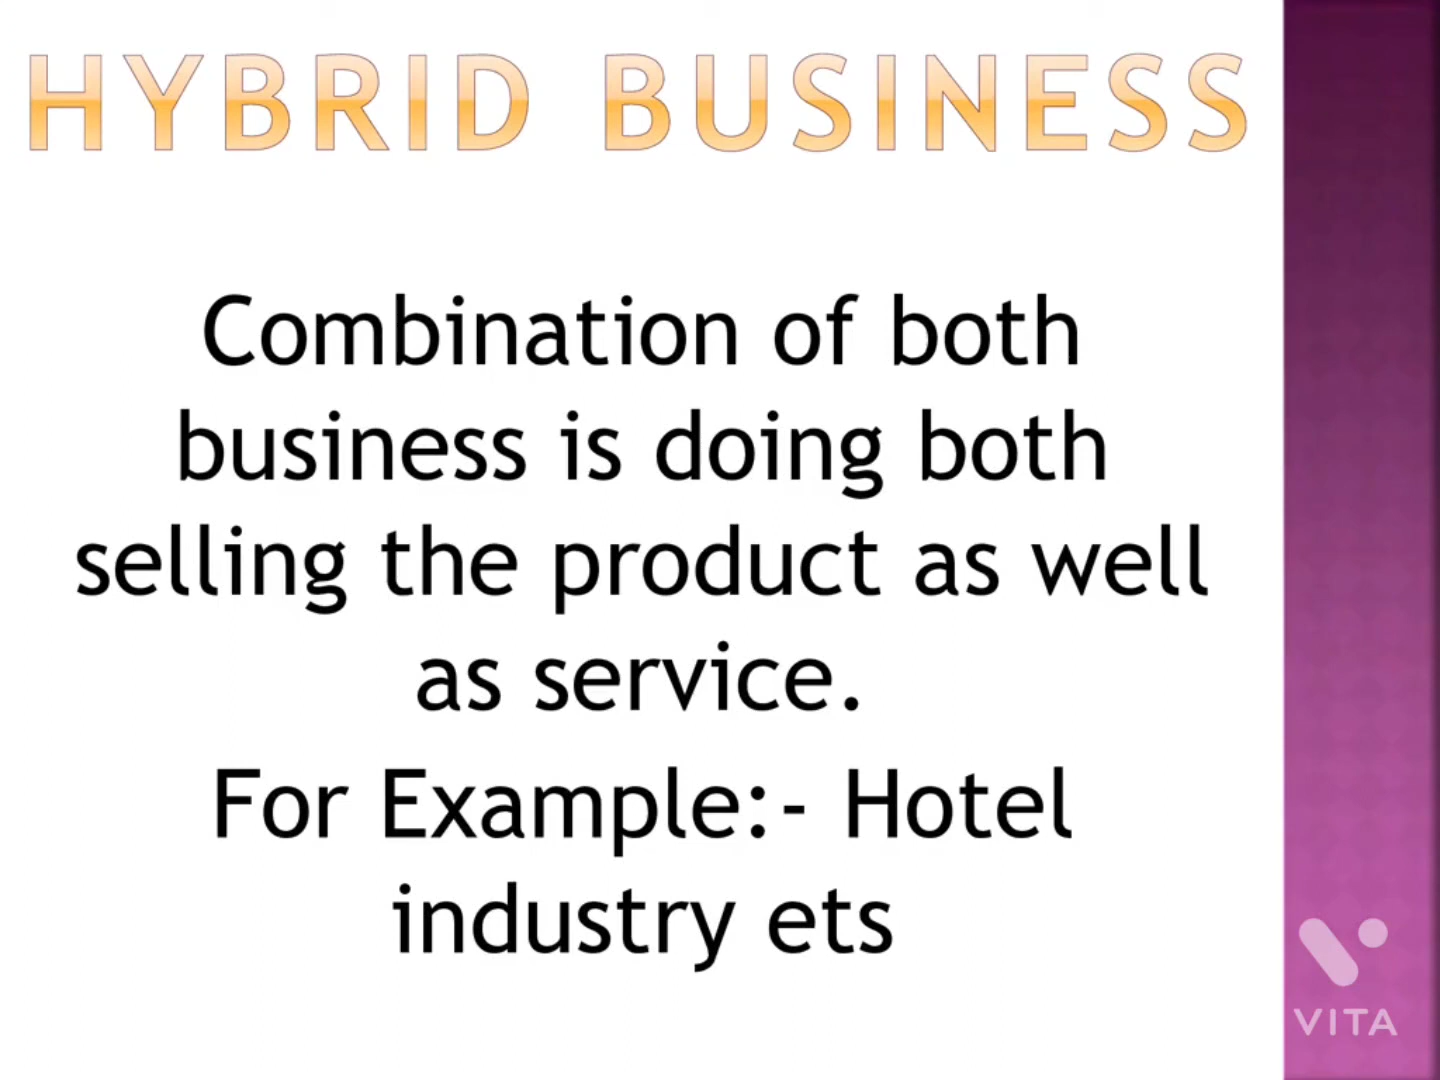 HYBRID BUSINESS
Combination of both
business is doing both
selling the product as well
as service.
For Example:- Hotel
industry ets
VITA